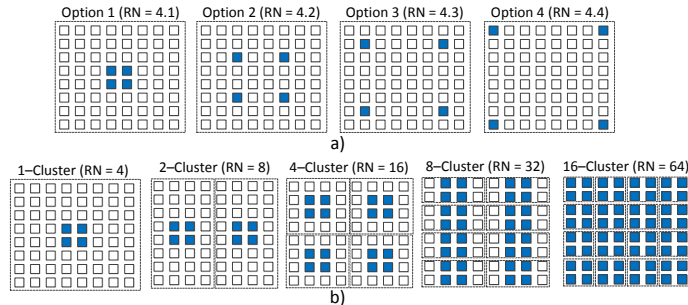 Option 1 (RN = 4.1) Option 2 (RN = 4.2) Option 3 (RN = 4.3) Option 4 (RN = 4.4)
a)
1–Cluster (RN = 4) 2–Cluster (RN = 8) 4–Cluster (RN = 16) 8–Cluster (RN = 32) 16–Cluster (RN = 64)
b)